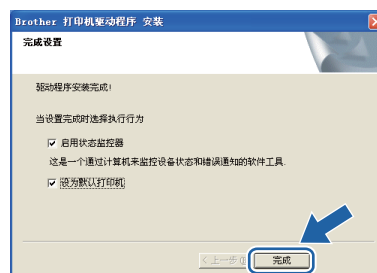 Brother 打印机驱动程序 安装
完成设置
驱动程序安装完成!
当设置完成时选择执行行为
启用状态监控器
这是一个通过计算机来监控设备状态和错误通知的软件工具.
设为默认打印机
< 上一步(B)
完成